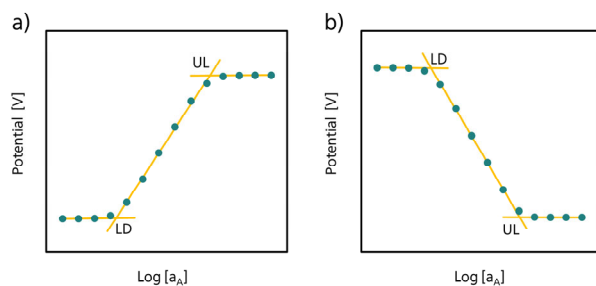 a)
UL
LD
Potential [V]
Log [aA]
b)
LD
UL
Potential [V]
Log [aA]